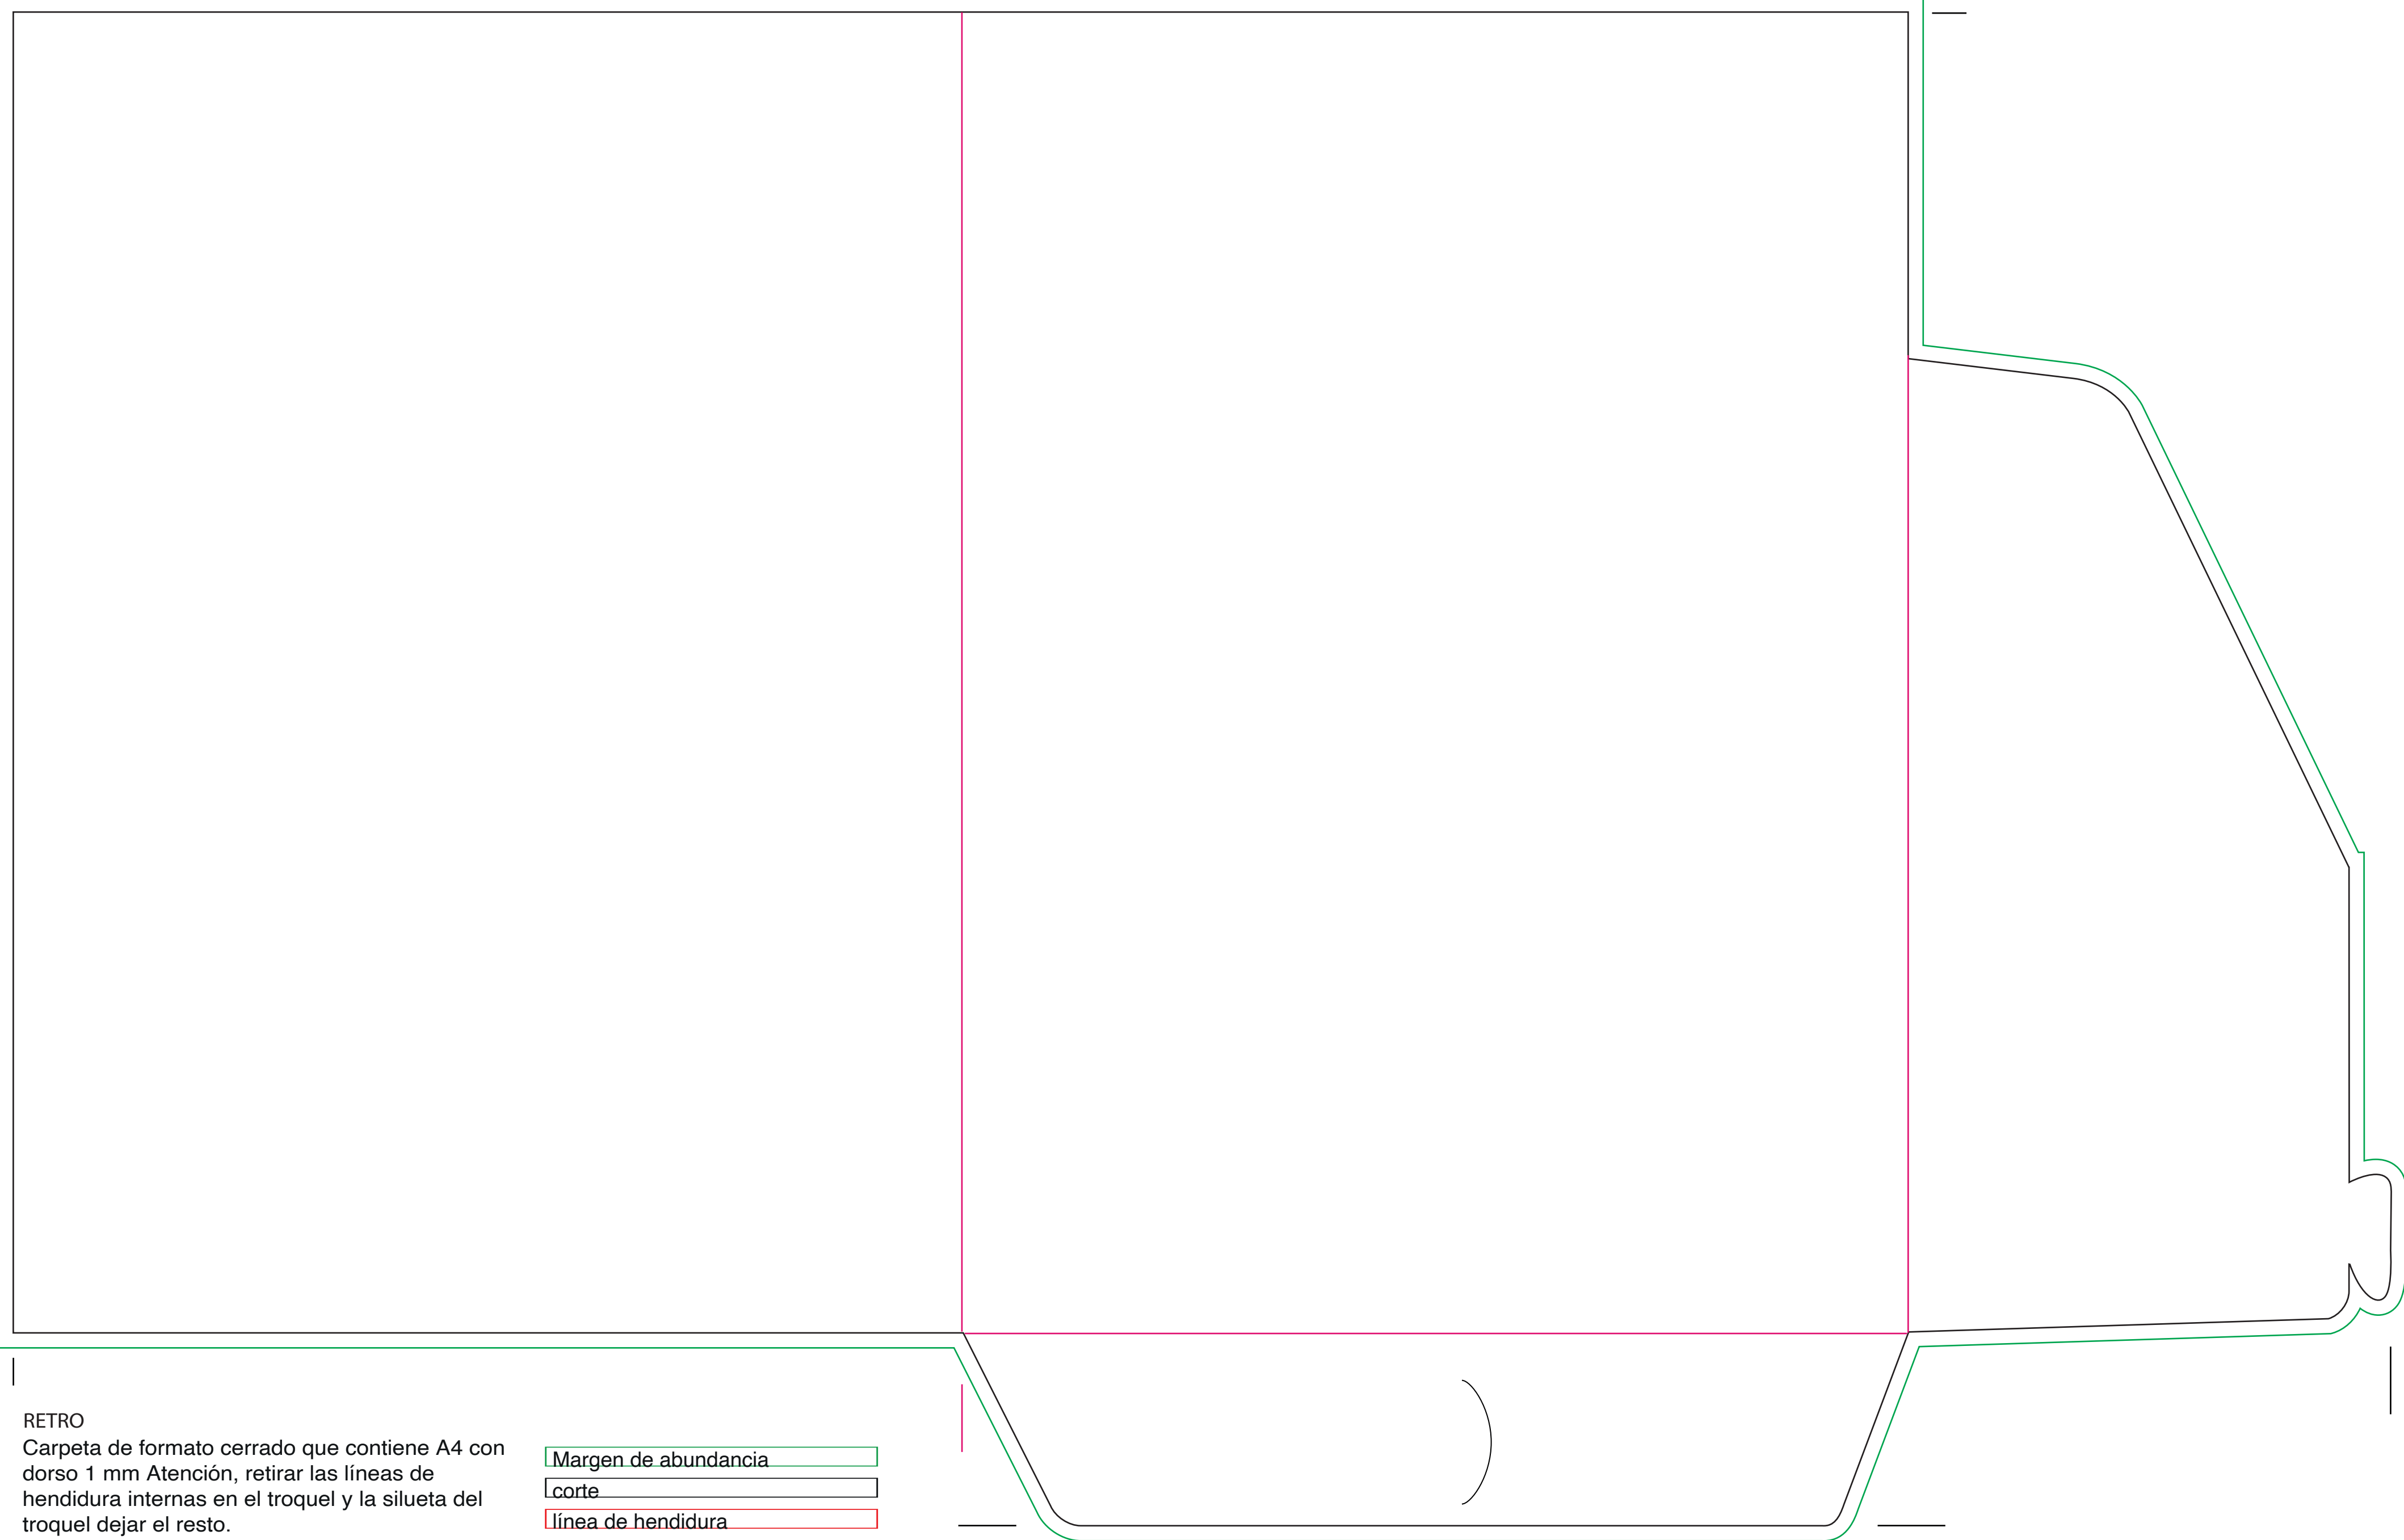 RETRO
Carpeta de formato cerrado que contiene A4 con
dorso 1 mm Atención, retirar las líneas de
hendidura internas en el troquel y la silueta del
troquel dejar el resto.
Margen de abundancia
corte
línea de hendidura